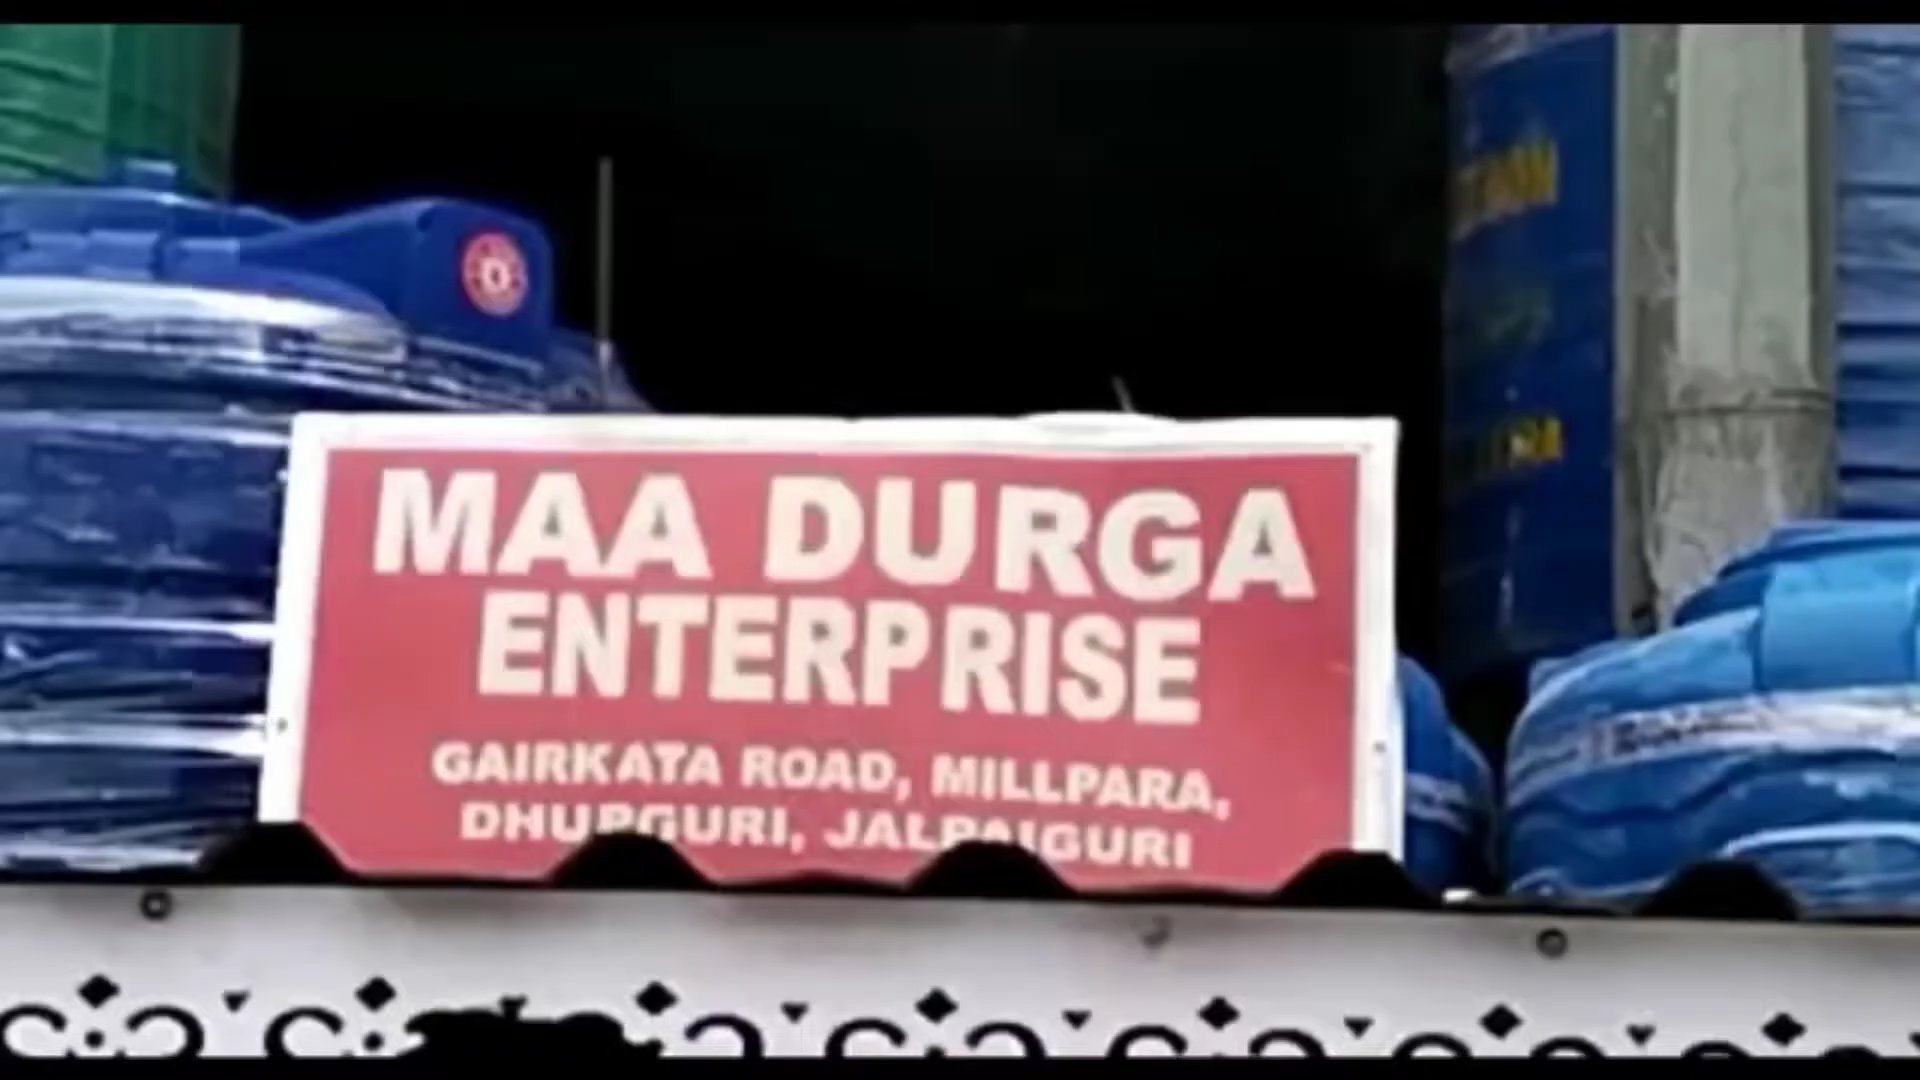 MAA DURGA
ENTERPRISE
GAIRKATA ROAD, MILLPARA,
DHUPGURI, JALPAIGURI